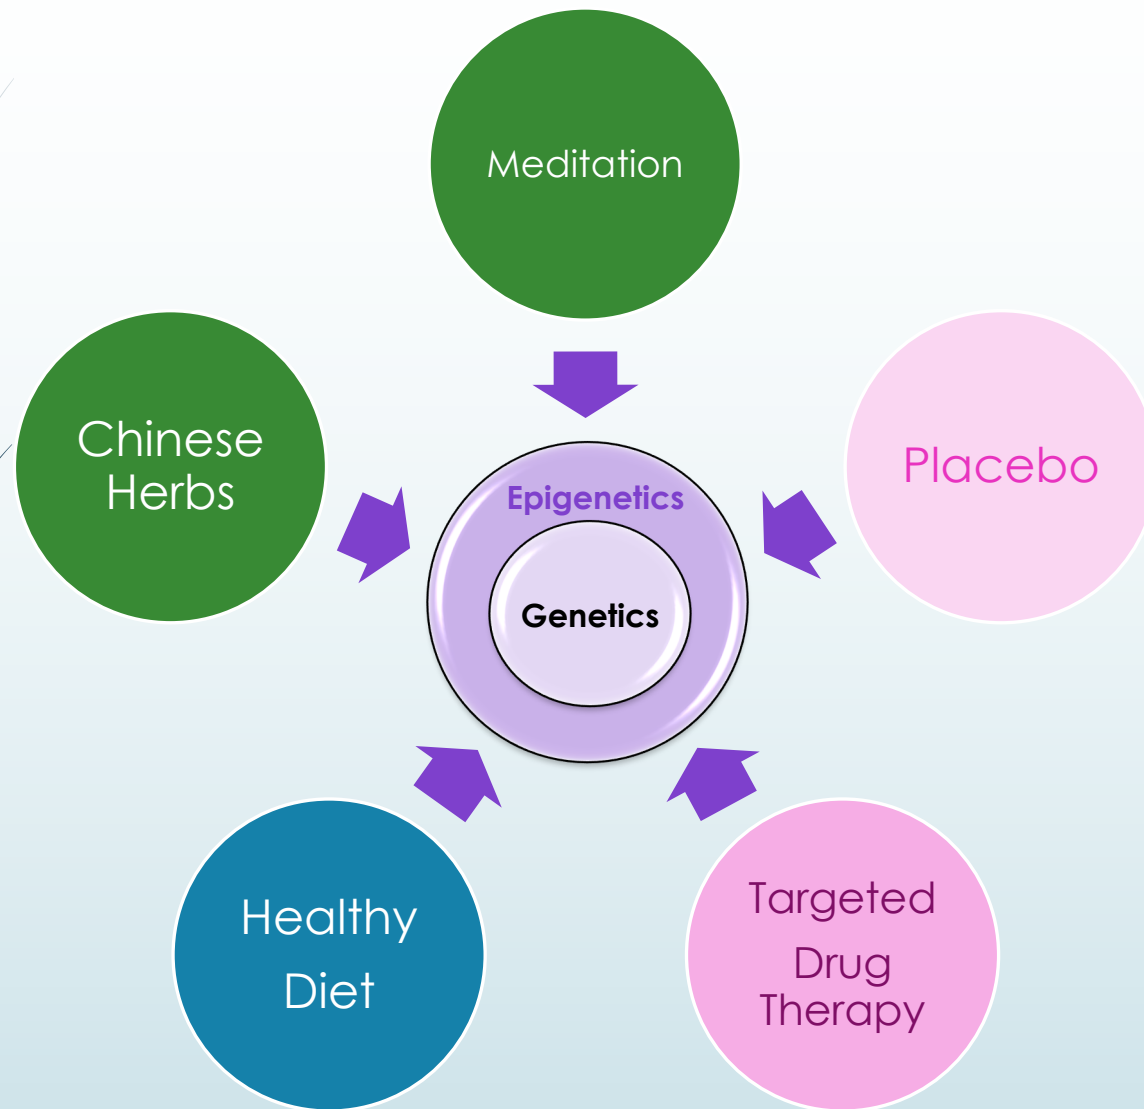 Meditation
Chinese
Herbs
Placebo
Epigenetics
Genetics
Healthy
Diet
Targeted
Drug
Therapy